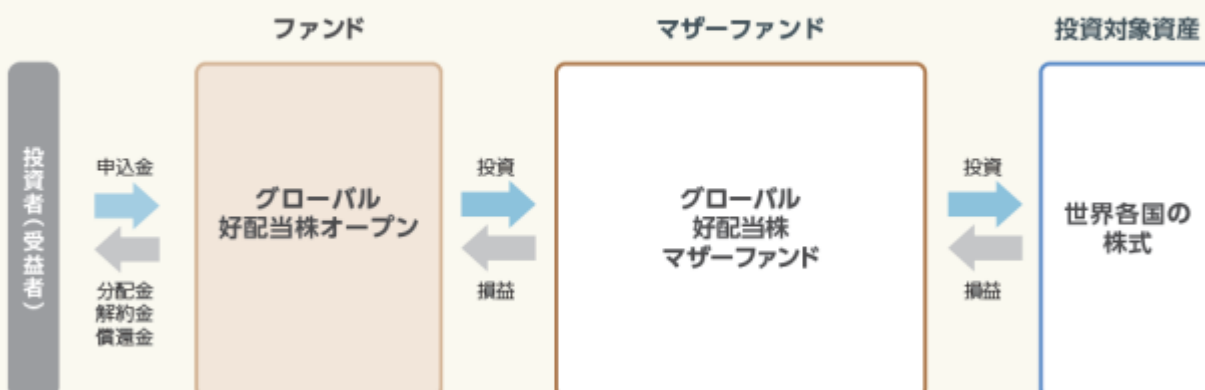 ファンド
マザーファンド
投資対象資産
投資者(受益者)
申込金
分配金
解約金
償還金
グローバル
好配当株オープン
投資
損益
グローバル
好配当株
マザーファンド
投資
損益
世界各国の
株式